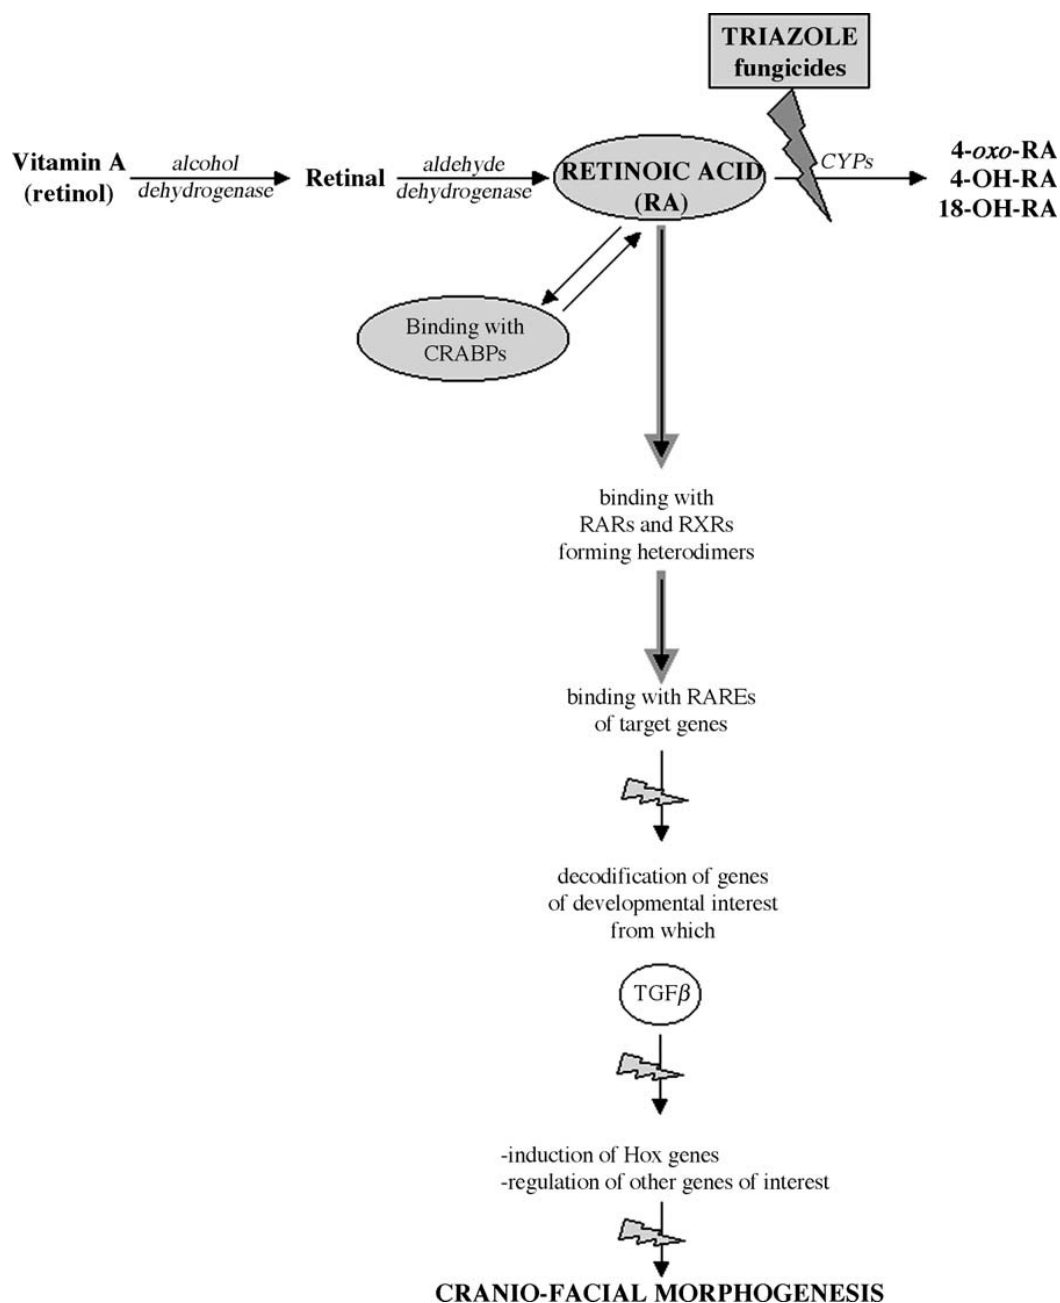 TRIAZOLE
fungicides
Vitamin A
(retinol)
alcohol
dehydrogenase
Retinal
aldehyde
dehydrogenase
RETINOIC ACID
(RA)
CYPs
4-oxo-RA
4-OH-RA
18-OH-RA
Binding with
CRABPs
binding with
RARs and RXRs
forming heterodimers
binding with RAREs
of target genes
decodification of genes
of developmental interest
from which
TGFβ
-induction of Hox genes
-regulation of other genes of interest
CRANIO-FACIAL MORPHOGENESIS